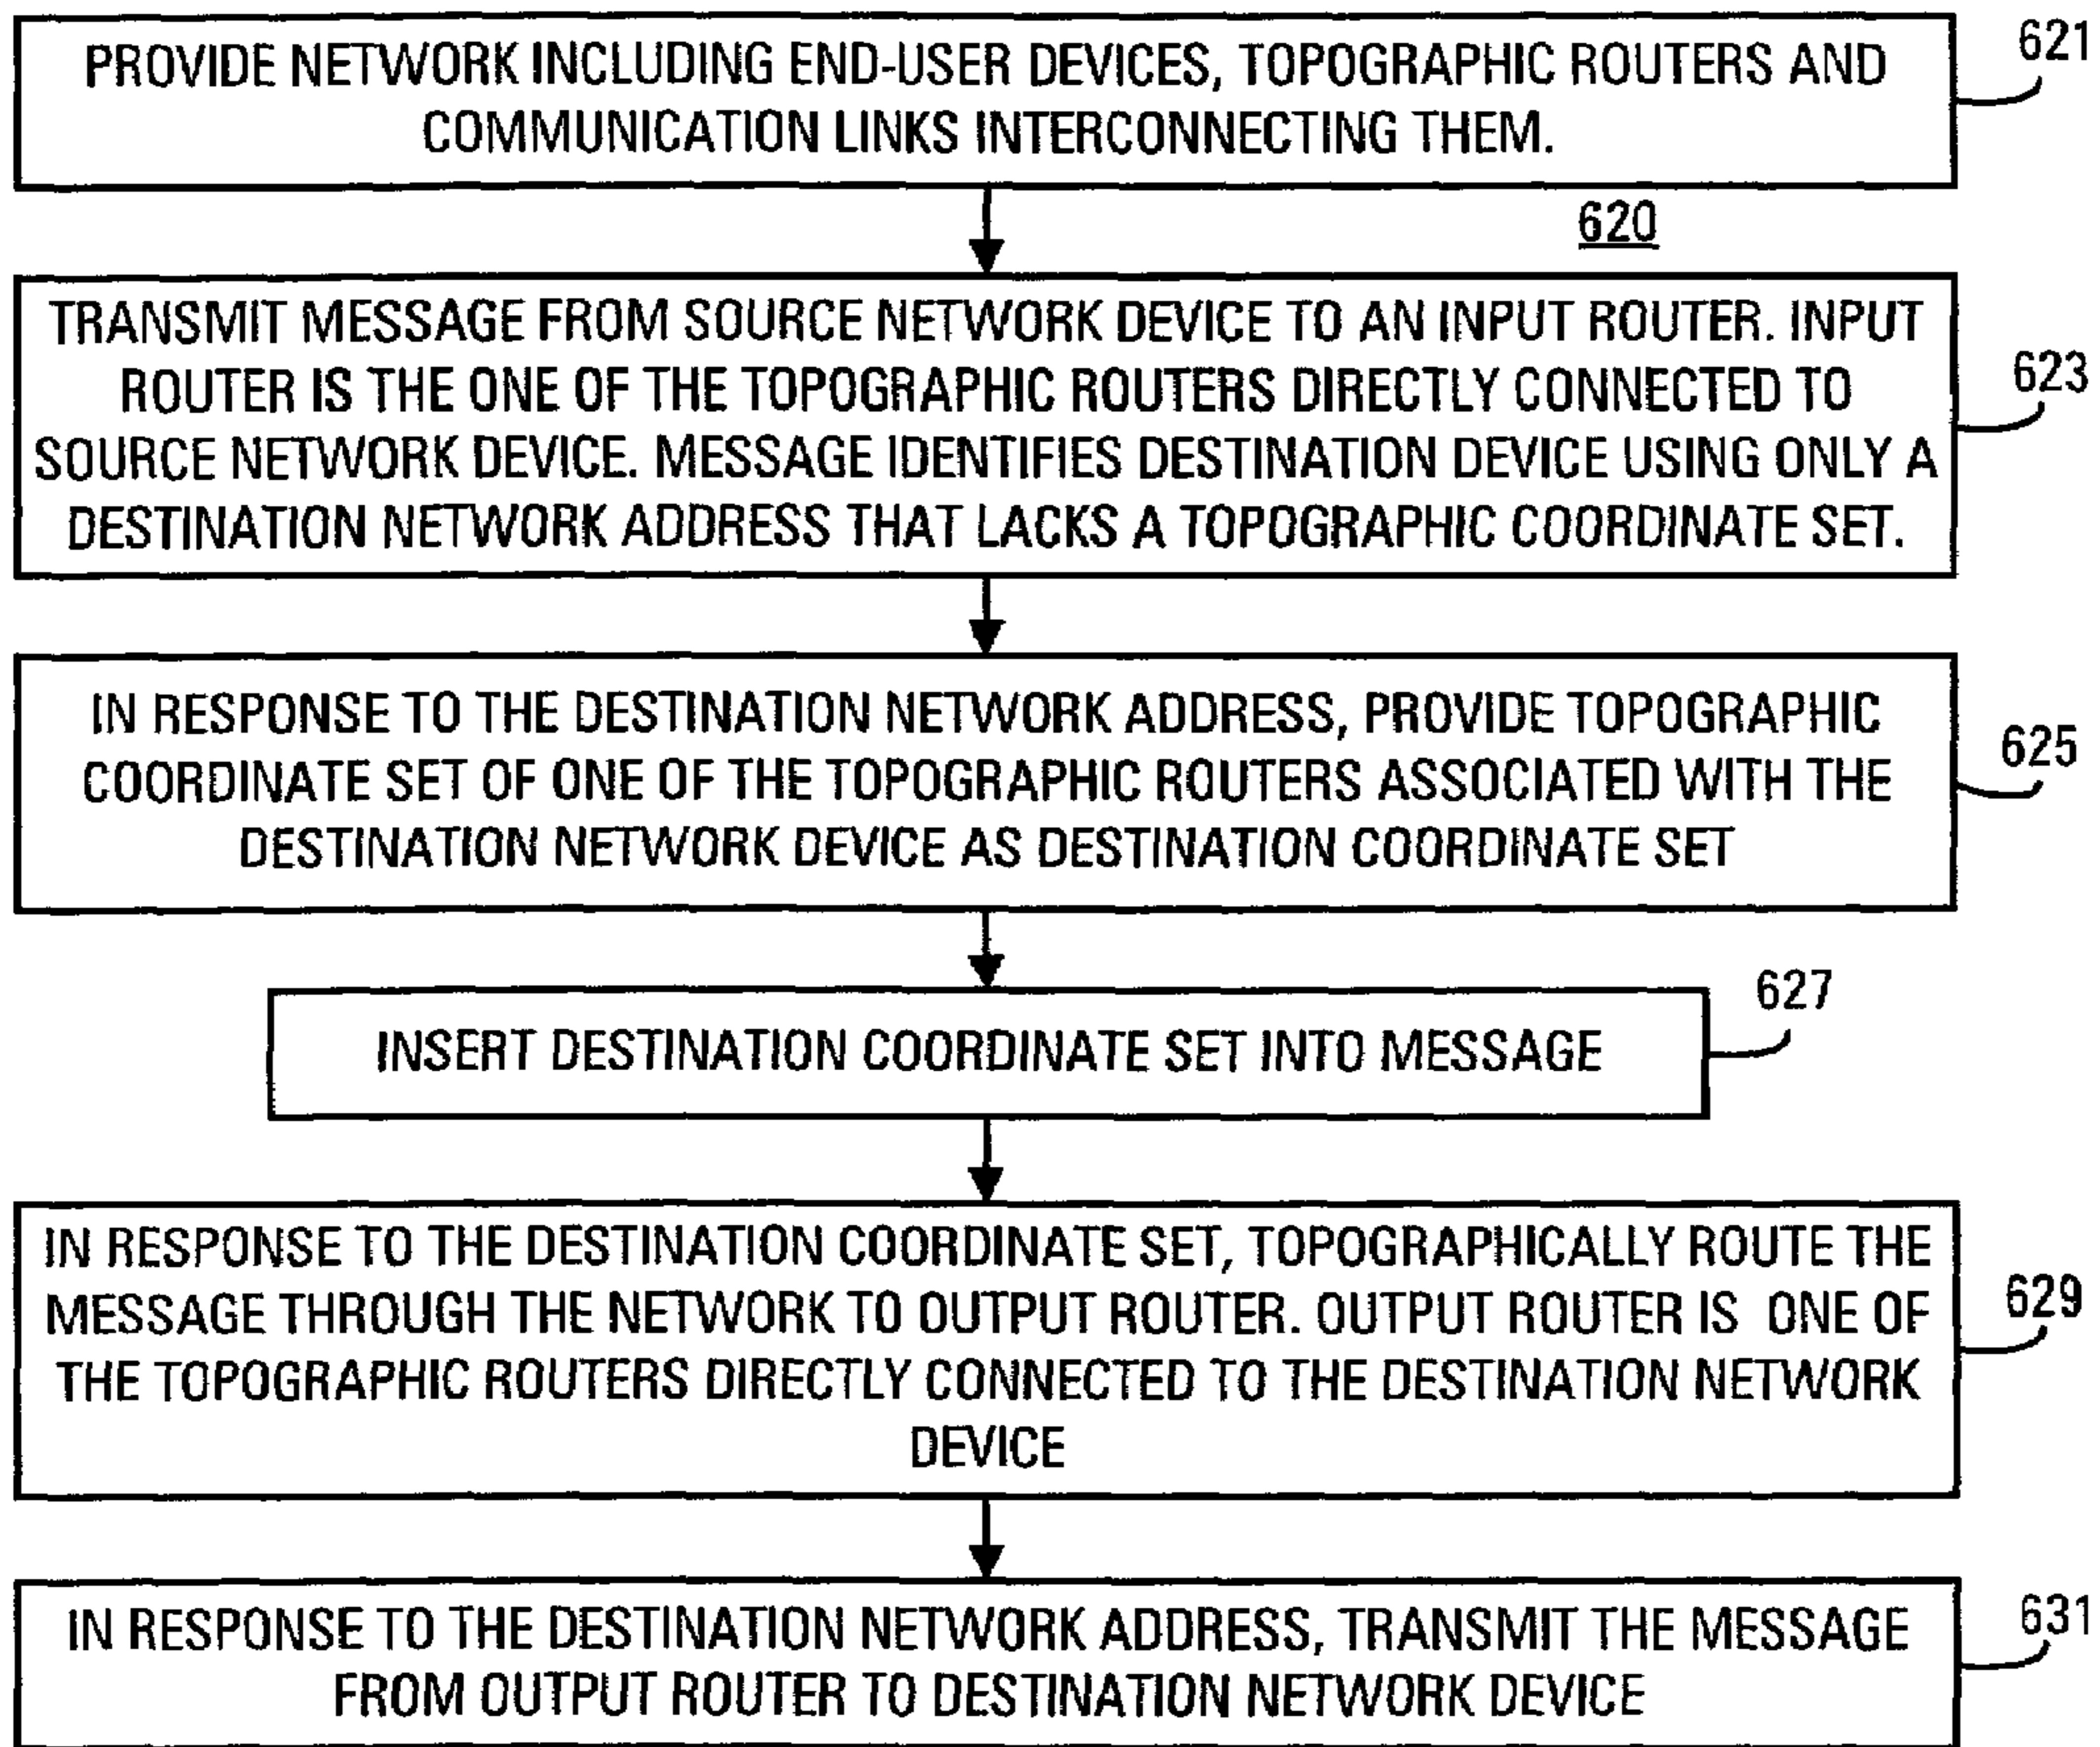 PROVIDE NETWORK INCLUDING END-USER DEVICES, TOPOGRAPHIC ROUTERS AND
COMMUNICATION LINKS INTERCONNECTING THEM.
621
620
TRANSMIT MESSAGE FROM SOURCE NETWORK DEVICE TO AN INPUT ROUTER. INPUT
ROUTER IS THE ONE OF THE TOPOGRAPHIC ROUTERS DIRECTLY CONNECTED TO
SOURCE NETWORK DEVICE. MESSAGE IDENTIFIES DESTINATION DEVICE USING ONLY A
DESTINATION NETWORK ADDRESS THAT LACKS A TOPOGRAPHIC COORDINATE SET.
623
IN RESPONSE TO THE DESTINATION NETWORK ADDRESS, PROVIDE TOPOGRAPHIC
COORDINATE SET OF ONE OF THE TOPOGRAPHIC ROUTERS ASSOCIATED WITH THE
DESTINATION NETWORK DEVICE AS DESTINATION COORDINATE SET
625
INSERT DESTINATION COORDINATE SET INTO MESSAGE
627
IN RESPONSE TO THE DESTINATION COORDINATE SET, TOPOGRAPHICALLY ROUTE THE
MESSAGE THROUGH THE NETWORK TO OUTPUT ROUTER. OUTPUT ROUTER IS ONE OF
THE TOPOGRAPHIC ROUTERS DIRECTLY CONNECTED TO THE DESTINATION NETWORK
DEVICE
629
IN RESPONSE TO THE DESTINATION NETWORK ADDRESS, TRANSMIT THE MESSAGE
FROM OUTPUT ROUTER TO DESTINATION NETWORK DEVICE
631